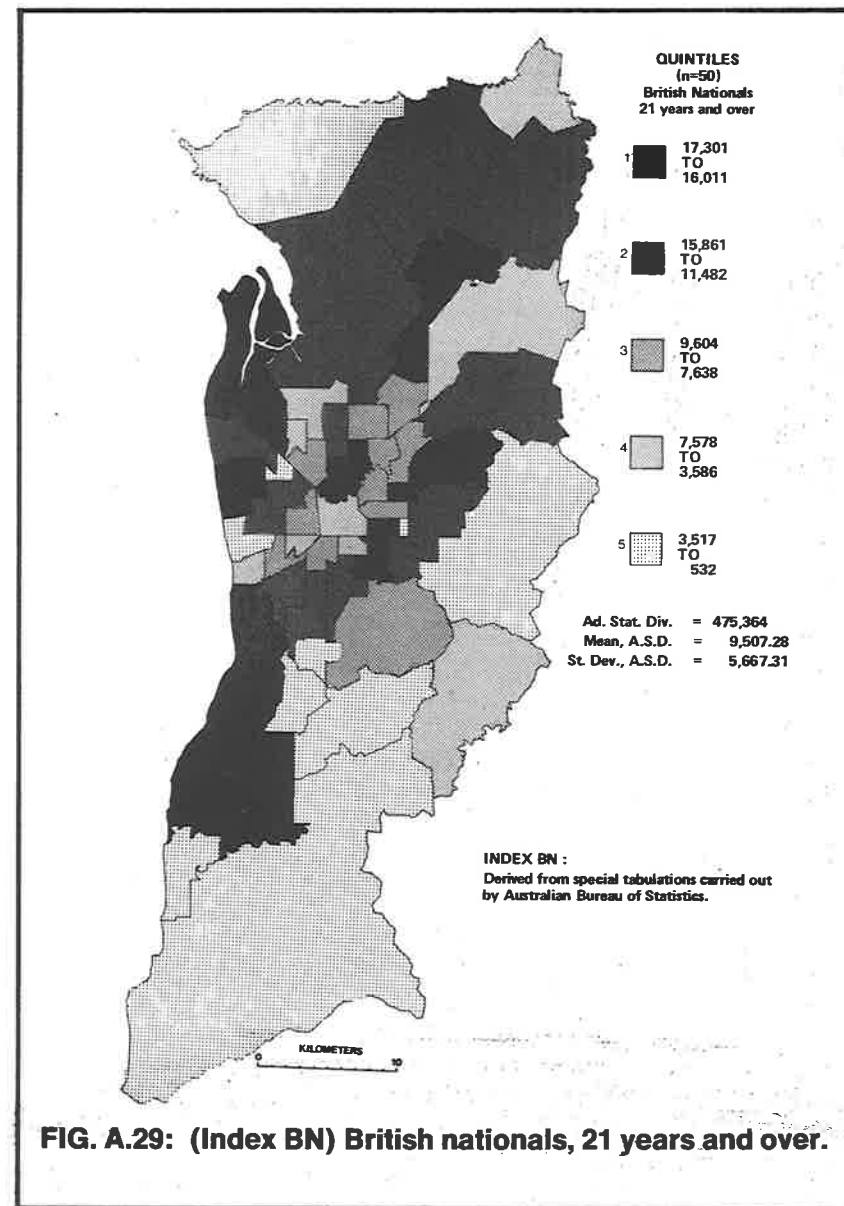 QUINTILES
(n=50)
British Nationals
21 years and over
1 17,301
TO
16,011
2 15,861
TO
11,482
3 9,604
TO
7,638
4 7,578
TO
3,586
5 3,517
TO
532
Ad. Stat. Div. = 475,364
Mean, A.S.D. = 9,507.28
St. Dev., A.S.D. = 5,667.31
INDEX BN :
Derived from special tabulations carried out
by Australian Bureau of Statistics.
KILOMETERS
0 10
FIG. A.29: (Index BN) British nationals, 21 years and over.